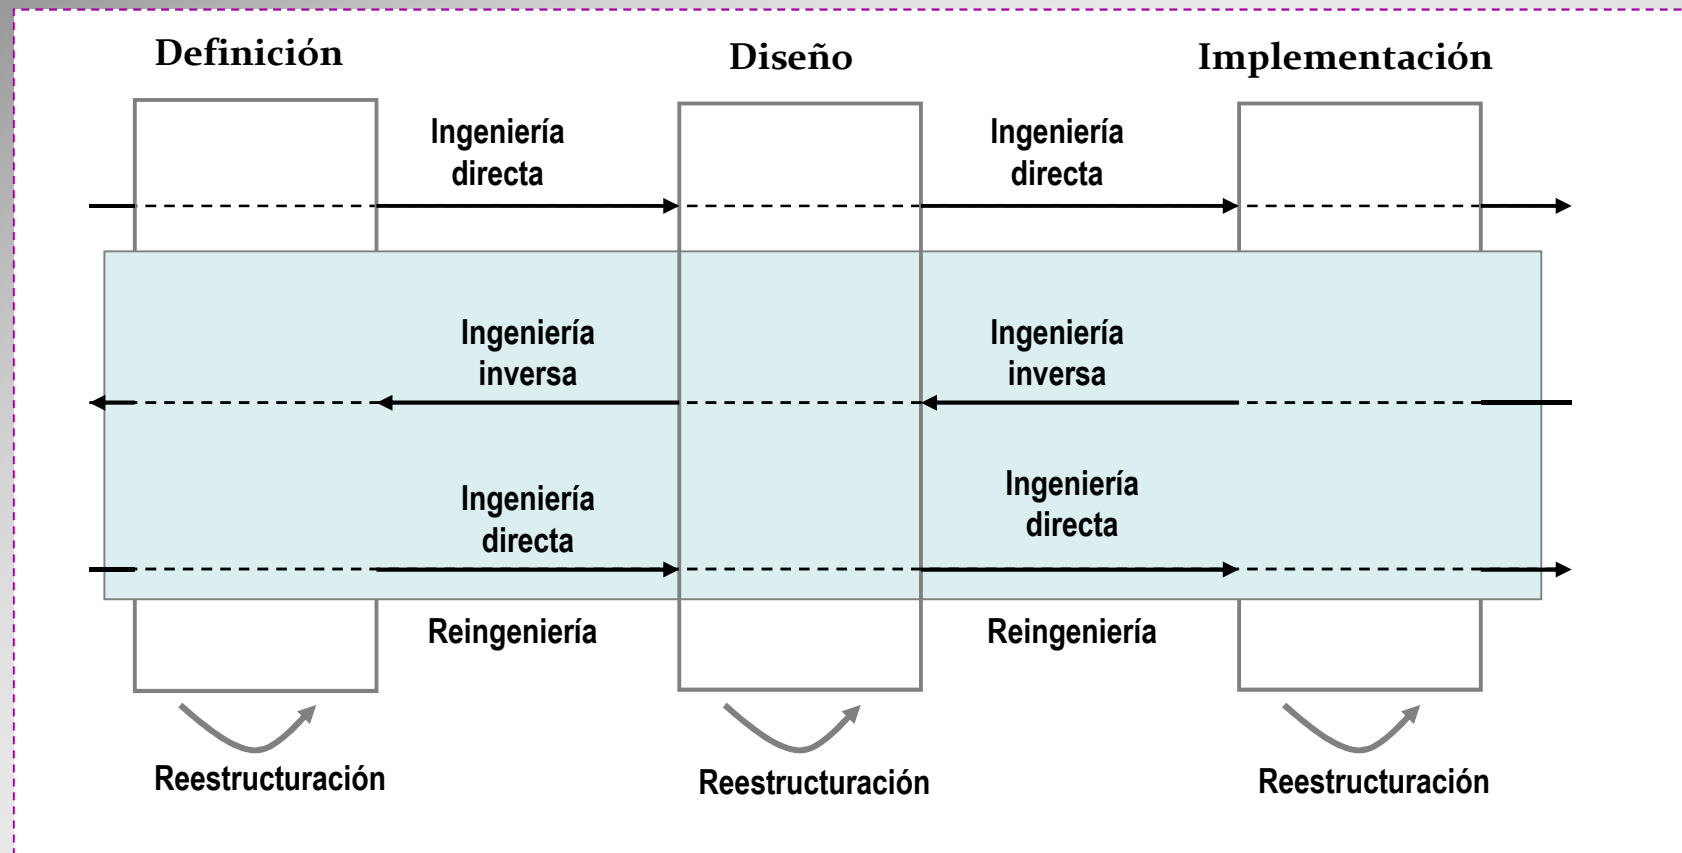 Definición
Diseño
Implementación
Ingeniería
directa
Ingeniería
directa
Ingeniería
inversa
Ingeniería
inversa
Ingeniería
directa
Ingeniería
directa
Reingeniería
Reingeniería
Reestructuración
Reestructuración
Reestructuración